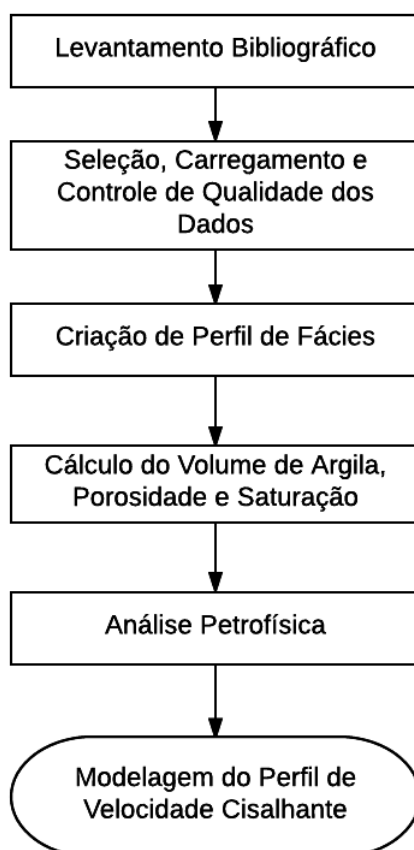 Levantamento Bibliográfico
Seleção, Carregamento e
Controle de Qualidade dos
Dados
Criação de Perfil de Fácies
Cálculo do Volume de Argila,
Porosidade e Saturação
Análise Petrofísica
Modelagem do Perfil de
Velocidade Cisalhante